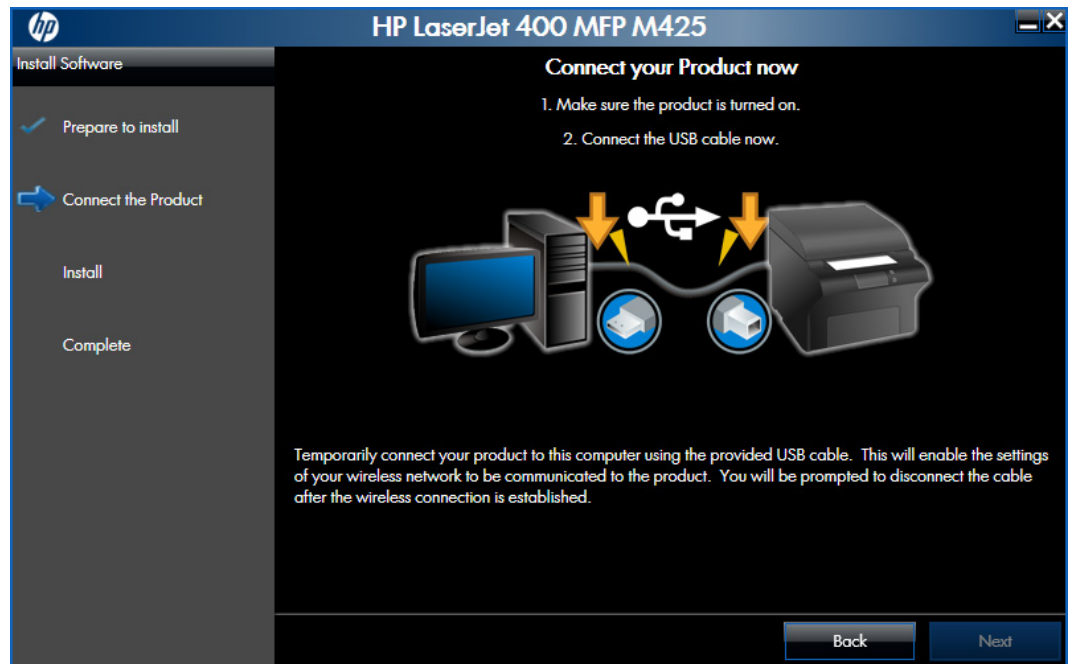 hp
HP LaserJet 400 MFP M425
Install Software
Prepare to install
Connect the Product
Install
Complete
Connect your Product now
1. Make sure the product is turned on.
2. Connect the USB cable now.
Temporarily connect your product to this computer using the provided USB cable.  This will enable the settings
of your wireless network to be communicated to the product.  You will be prompted to disconnect the cable
after the wireless connection is established.
Back
Next